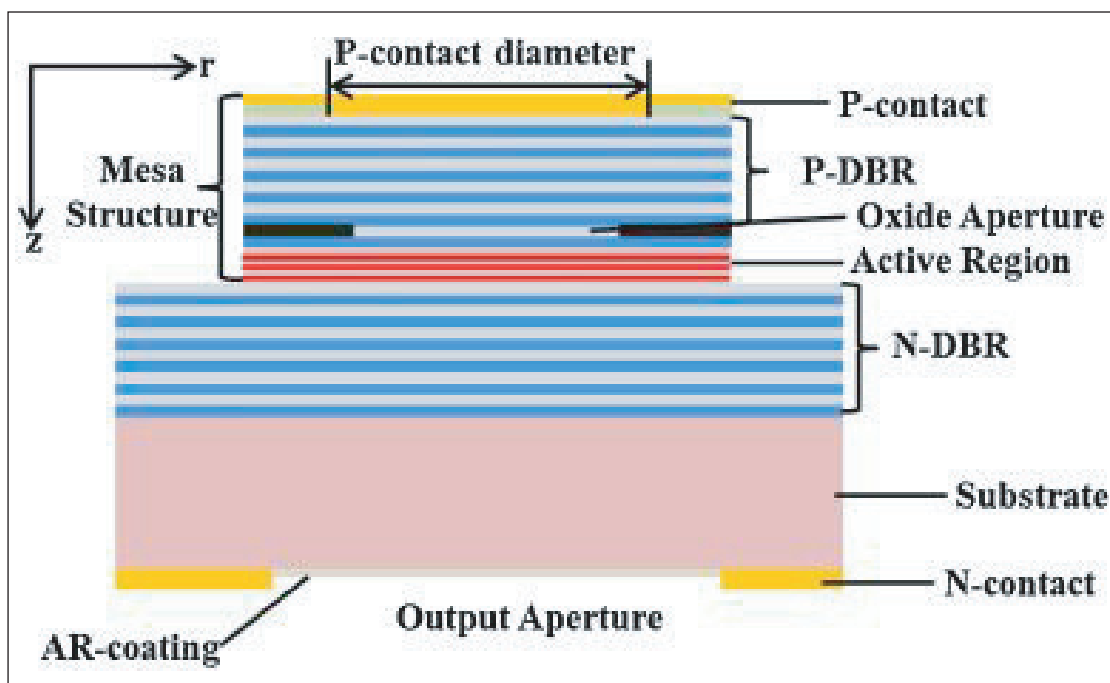 P-contact diameter
r
P-contact
Mesa
Structure
P-DBR
z
Oxide Aperture
Active Region
N-DBR
Substrate
N-contact
Output Aperture
AR-coating